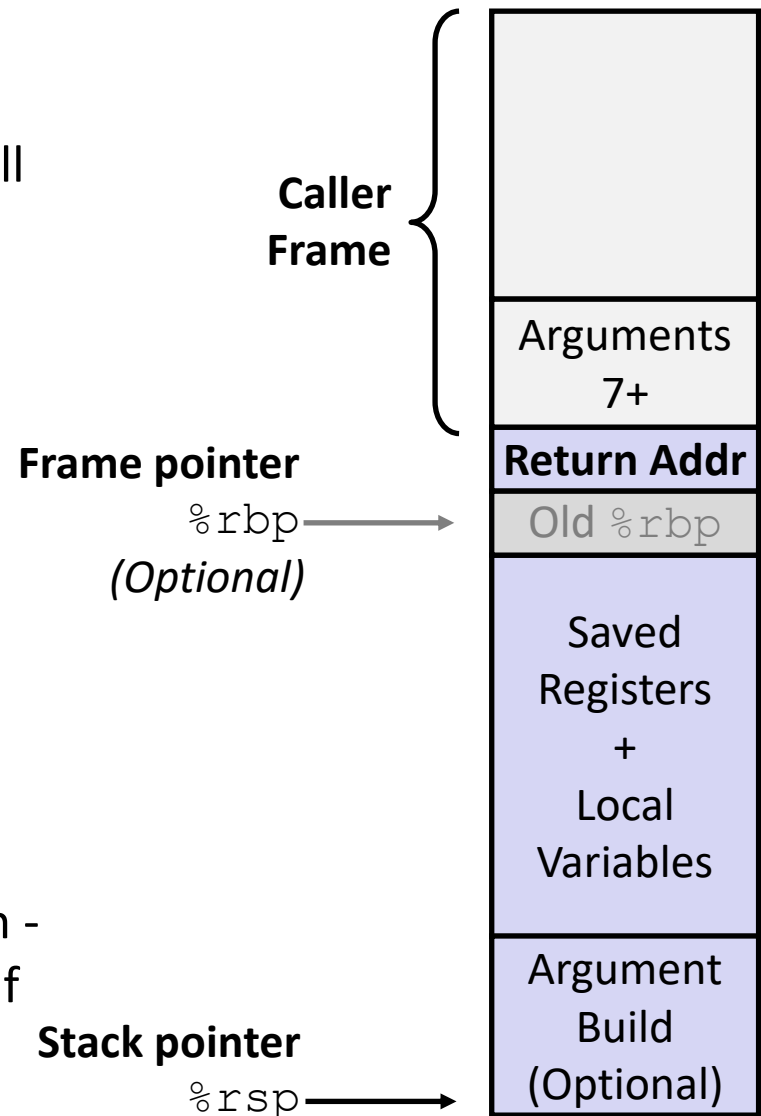 ll
Caller
Frame
Arguments
7+
Frame pointer
%rbp
(Optional)
Return Addr
Old %rbp
Saved
Registers
+
Local
Variables
n -
f
Stack pointer
%rsp
Argument
Build
(Optional)